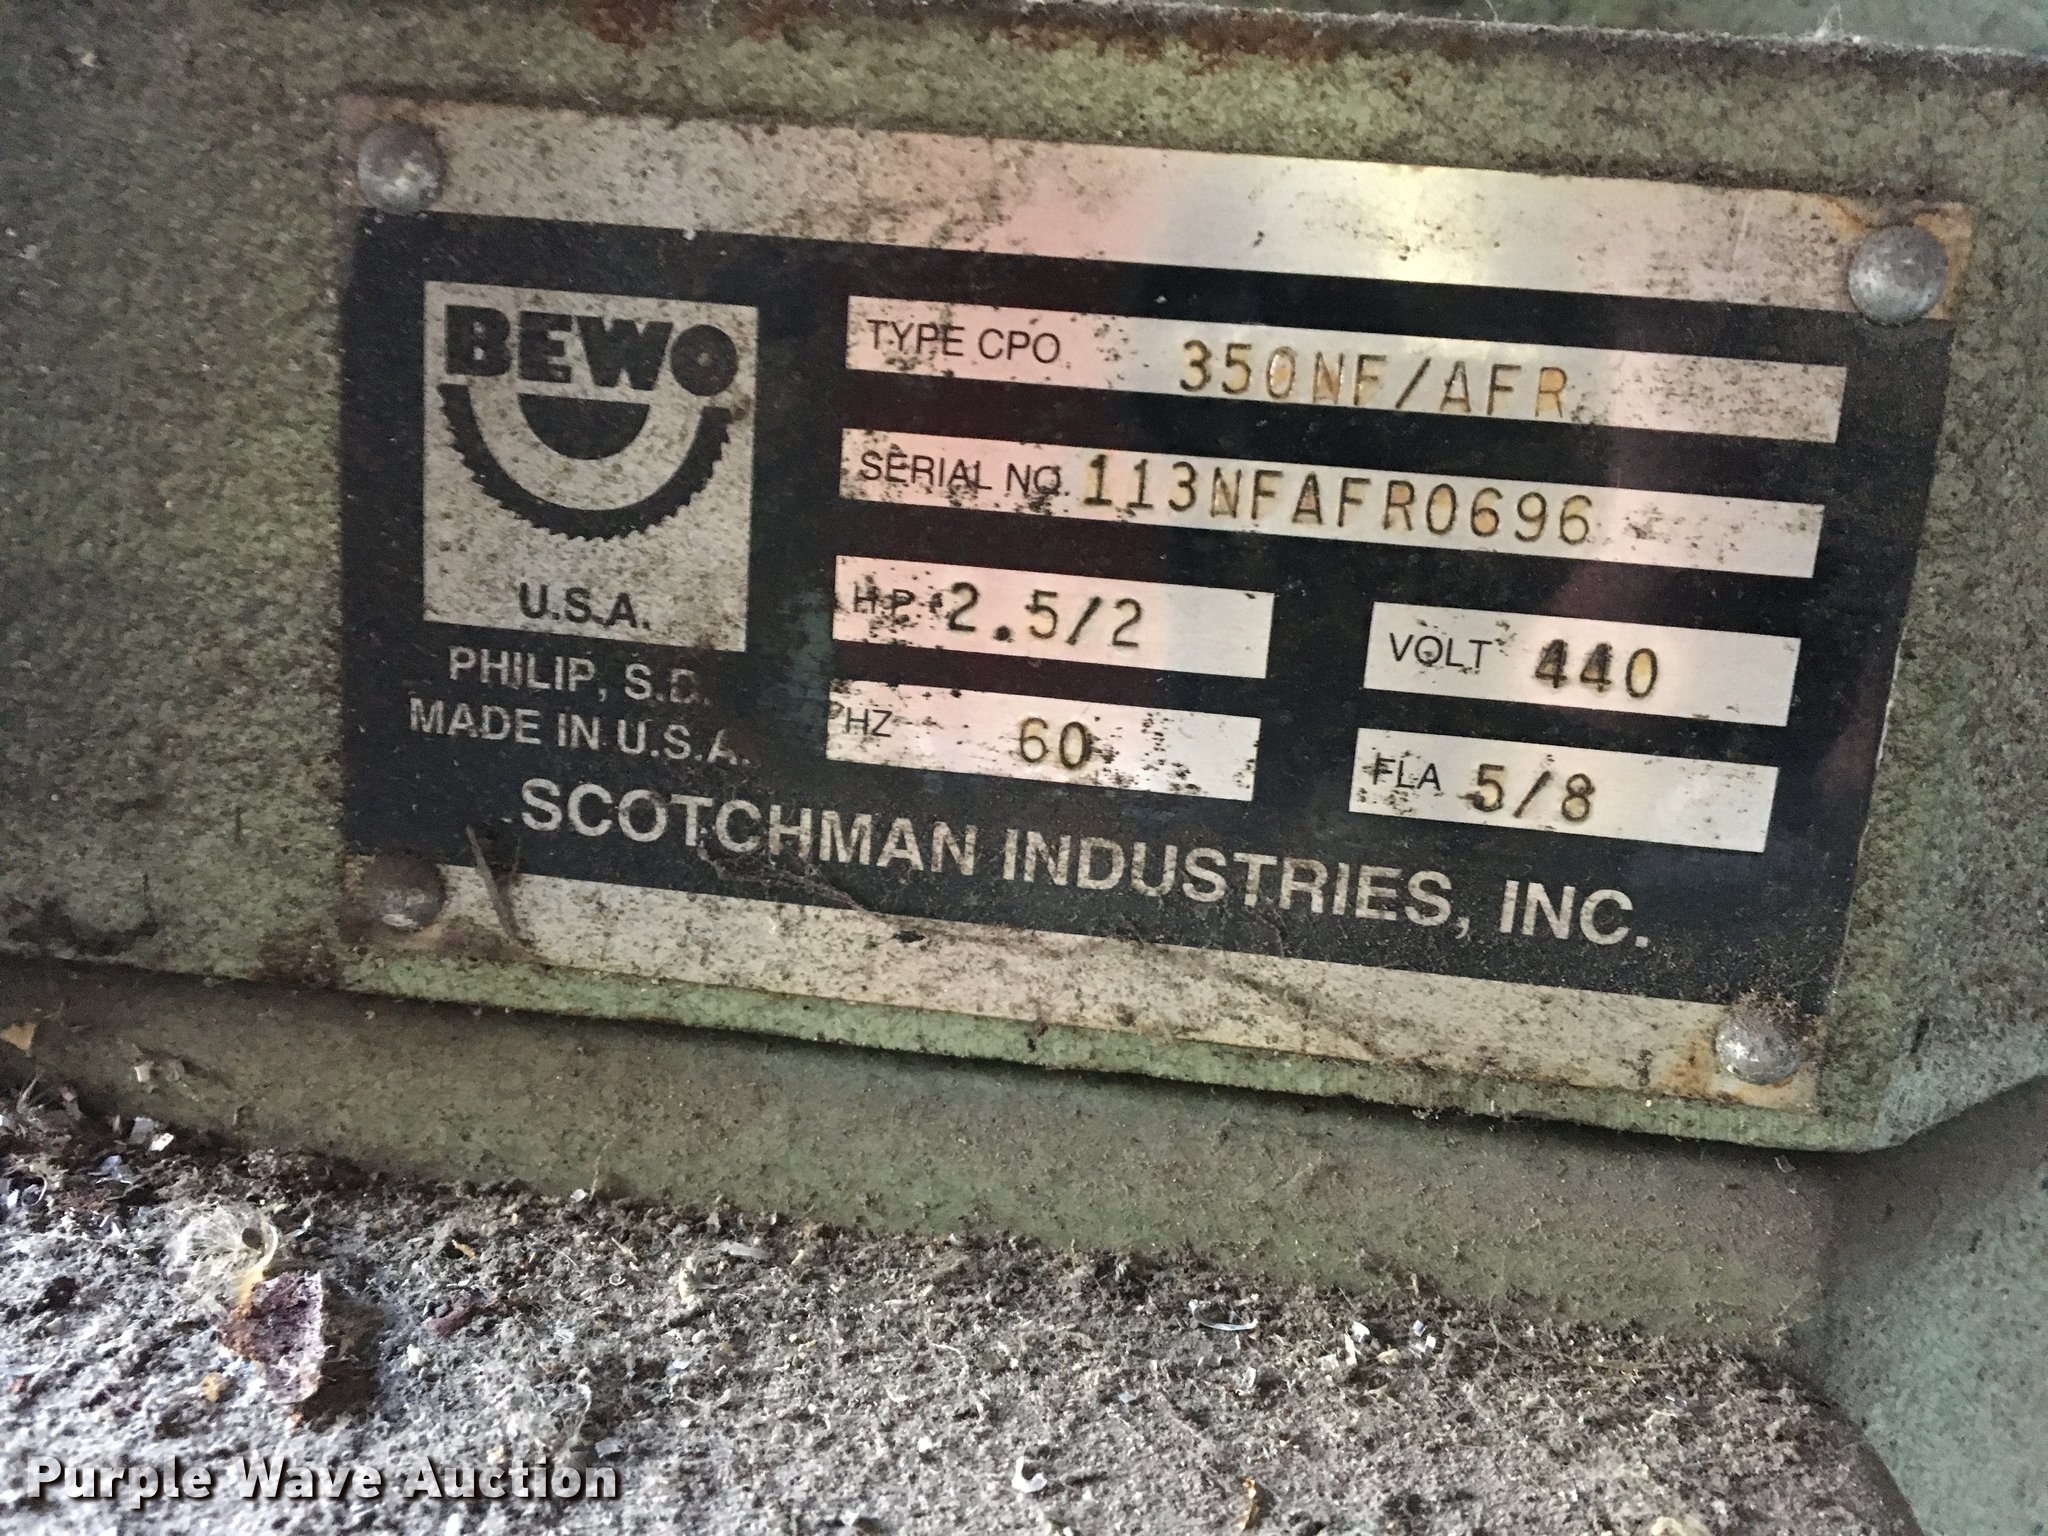 BEWO
U.S.A.
PHILIP, S.D.
MADE IN U.S.A.
TYPE CPO 350NF/AFR
SERIAL NO. 113NFAFR0696
H.P. 2.5/2
VOLT 440
HZ 60
FLA 5/8
SCOTCHMAN INDUSTRIES, INC.
Purple Wave Auction